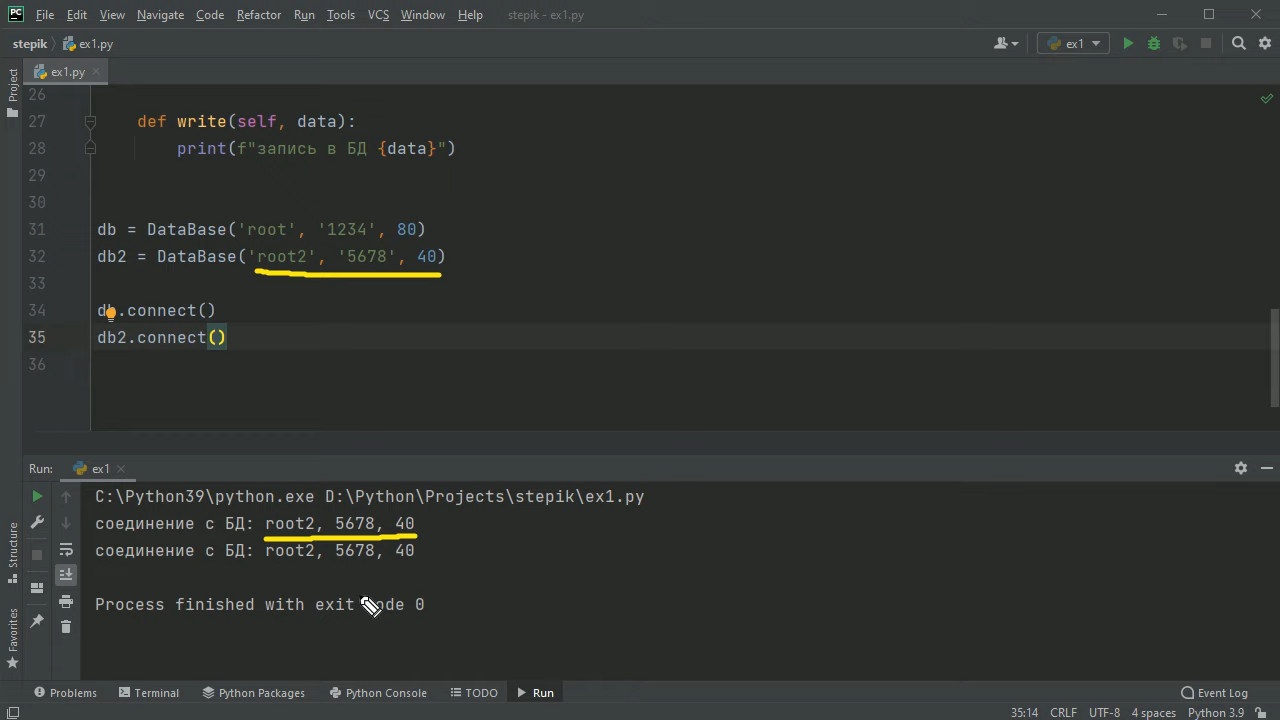 PC File Edit View Navigate Code Refactor Run Tools VCS Window Help stepik - ex1.py
stepik ex1.py ex1
ex1.py
Project
26
27 def write(self, data):
28 print(f"запись в БД {data}")
29
30
31 db = DataBase('root', '1234', 80)
32 db2 = DataBase('root2', '5678', 40)
33
34 db.connect()
35 db2.connect()
36
Run: ex1
C:\Python39\python.exe D:\Python\Projects\stepik\ex1.py
соединение с БД: root2, 5678, 40
соединение с БД: root2, 5678, 40
Process finished with exit code 0
Structure
Favorites
Problems Terminal Python Packages Python Console TODO Run Event Log
35:14 CRLF UTF-8 4 spaces Python 3.9